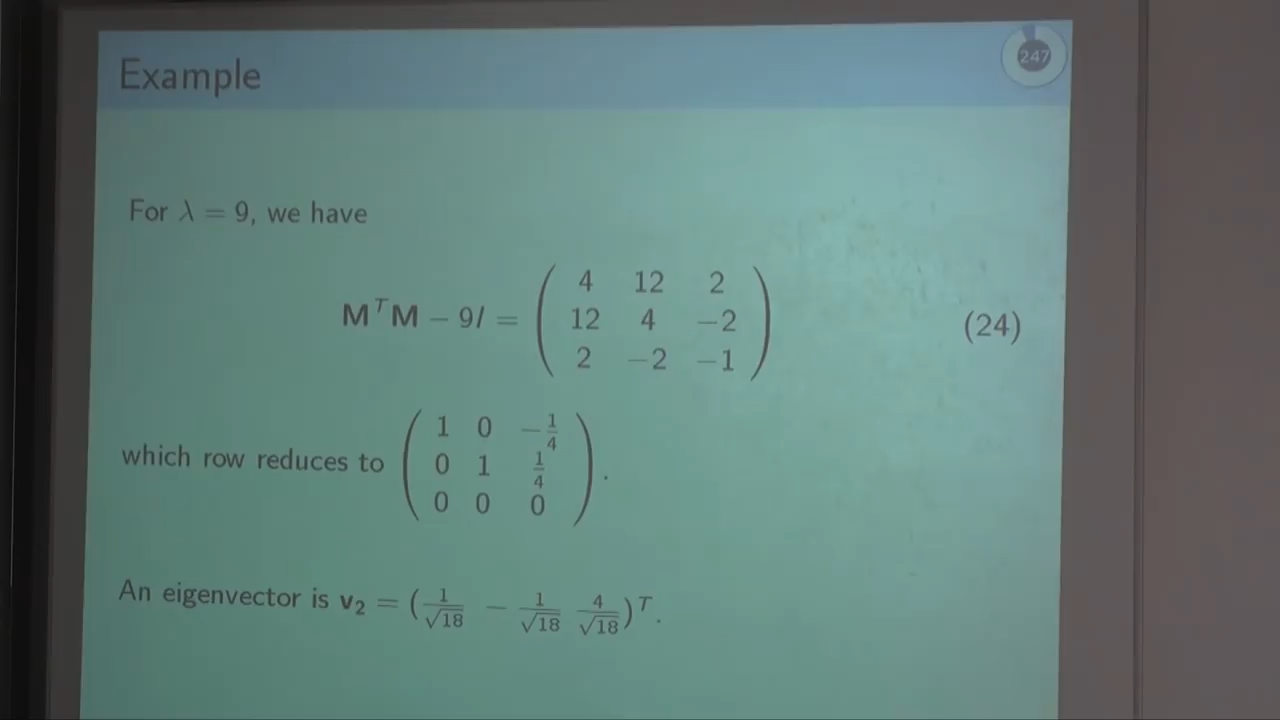 Example
247
For λ = 9, we have
M^T M − 9I = ( 4 12 2
12 4 −2
2 −2 −1 ) (24)
which row reduces to ( 1 0 −1/4
0 1 1/4
0 0 0 ).
An eigenvector is v₂ = (1/√18 − 1/√18 4/√18)^T.